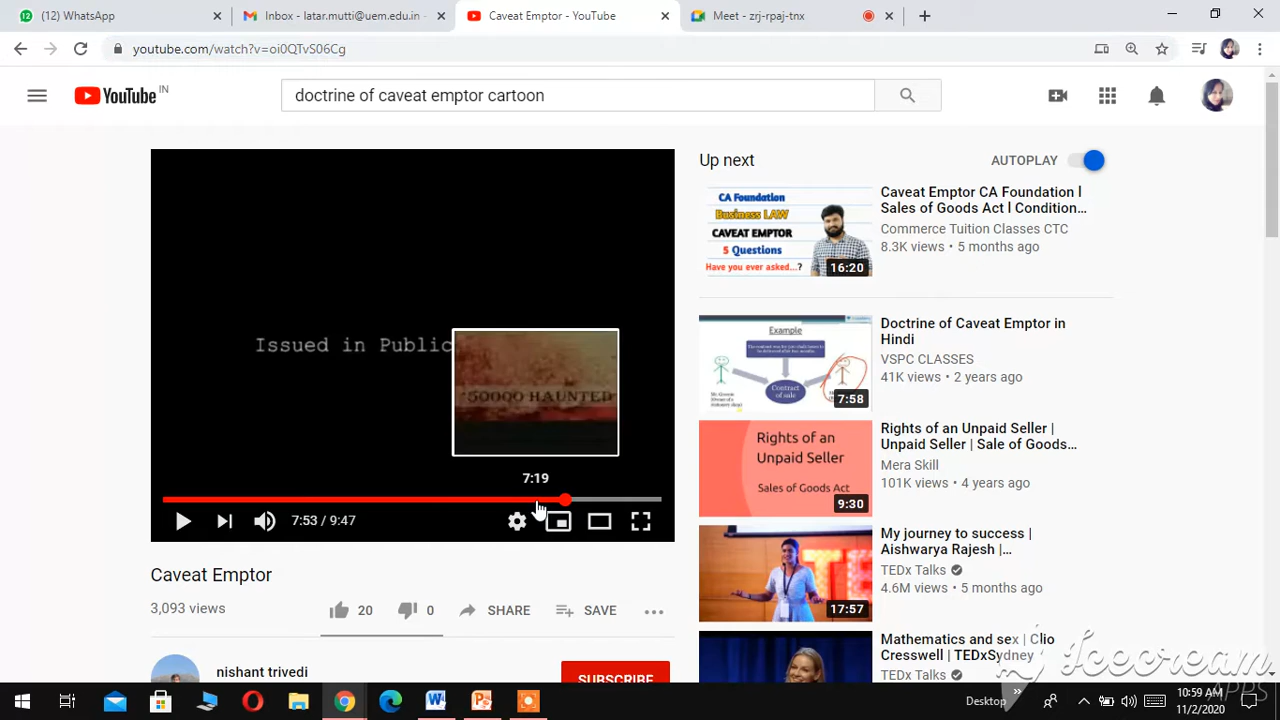 (12) WhatsApp
Inbox - latar.mutti@uem.edu.in -
Caveat Emptor - YouTube
Meet - zrj-rpaj-tnx
youtube.com/watch?v=oi0QTvS06Cg
YouTube IN
doctrine of caveat emptor cartoon
Issued in Public
50000 HAUNTED
7:19
7:53 / 9:47
Caveat Emptor
3,093 views
20
0
SHARE
SAVE
nishant trivedi
SUBSCRIBE
Up next
AUTOPLAY
CA Foundation
Business LAW
CAVEAT EMPTOR
5 Questions
Have you ever asked...?
16:20
Caveat Emptor CA Foundation l
Sales of Goods Act l Condition...
Commerce Tuition Classes CTC
8.3K views • 5 months ago
Example
Contract
of sale
7:58
Doctrine of Caveat Emptor in
Hindi
VSPC CLASSES
41K views • 2 years ago
Rights of an
Unpaid Seller
Sales of Goods Act
9:30
Rights of an Unpaid Seller |
Unpaid Seller | Sale of Goods...
Mera Skill
101K views • 4 years ago
17:57
My journey to success |
Aishwarya Rajesh |...
TEDx Talks
4.6M views • 5 months ago
Mathematics and sex | Clio
Cresswell | TEDxSydney
TEDx Talks
Icecream
APPS
Desktop
10:59 AM
11/2/2020